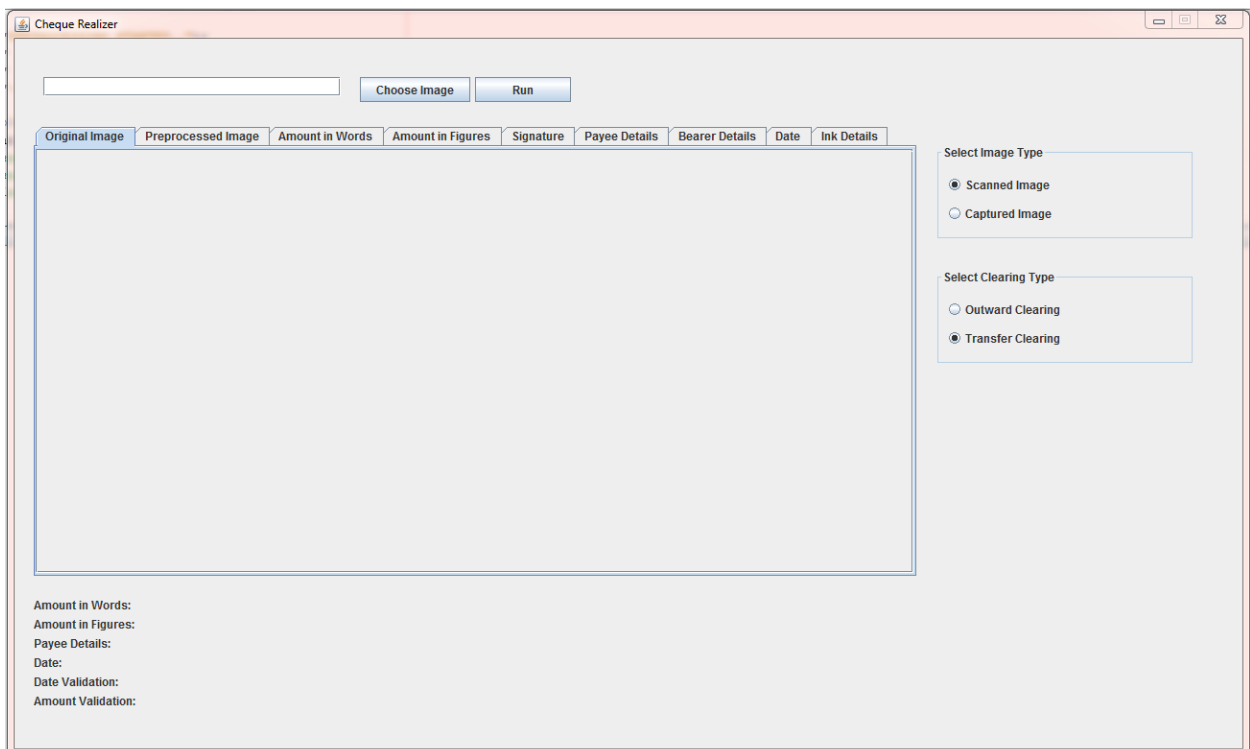 Cheque Realizer
Choose Image Run
Original Image Preprocessed Image Amount in Words Amount in Figures Signature Payee Details Bearer Details Date Ink Details
Select Image Type
Scanned Image
Captured Image
Select Clearing Type
Outward Clearing
Transfer Clearing
Amount in Words:
Amount in Figures:
Payee Details:
Date:
Date Validation:
Amount Validation: